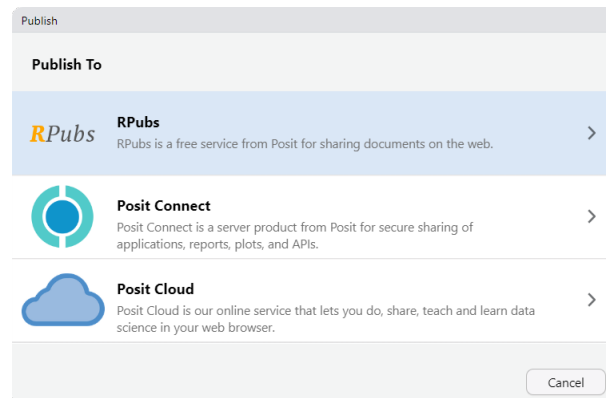 Publish
Publish To
RPubs
RPubs
RPubs is a free service from Posit for sharing documents on the web.
Posit Connect
Posit Connect is a server product from Posit for secure sharing of
applications, reports, plots, and APIs.
Posit Cloud
Posit Cloud is our online service that lets you do, share, teach and learn data
science in your web browser.
Cancel